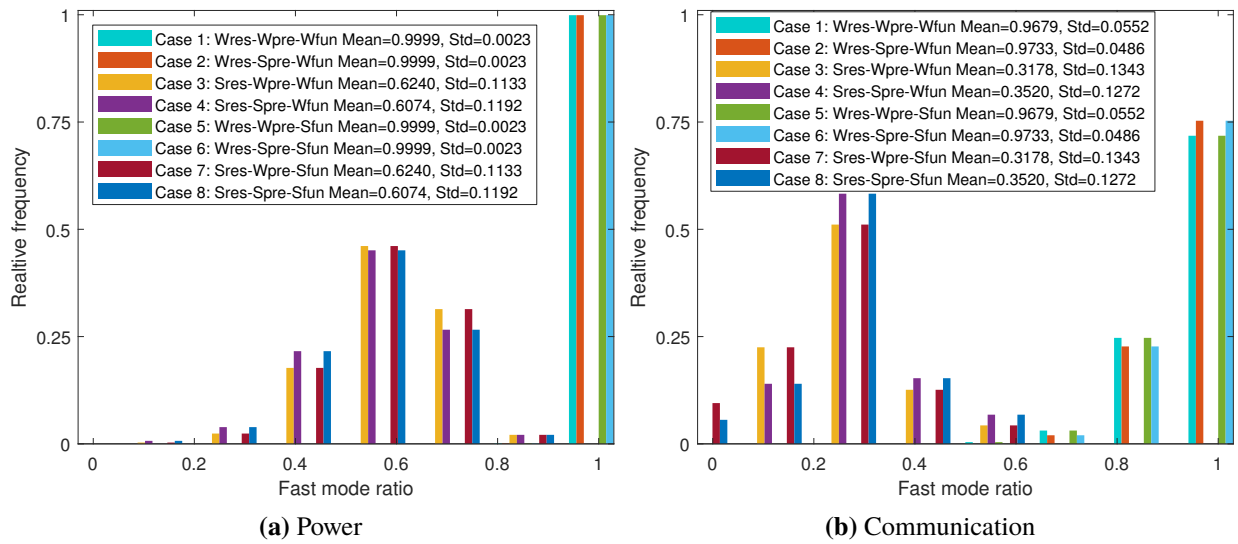 Realtive frequency
1
0.75
0.5
0.25
0
Case 1: Wres-Wpre-Wfun Mean=0.9999, Std=0.0023
Case 2: Wres-Spre-Wfun Mean=0.9999, Std=0.0023
Case 3: Sres-Wpre-Wfun Mean=0.6240, Std=0.1133
Case 4: Sres-Spre-Wfun Mean=0.6074, Std=0.1192
Case 5: Wres-Wpre-Sfun Mean=0.9999, Std=0.0023
Case 6: Wres-Spre-Sfun Mean=0.9999, Std=0.0023
Case 7: Sres-Wpre-Sfun Mean=0.6240, Std=0.1133
Case 8: Sres-Spre-Sfun Mean=0.6074, Std=0.1192
0 0.2 0.4 0.6 0.8 1
Fast mode ratio
(a) Power
Realtive frequency
1
0.75
0.5
0.25
0
Case 1: Wres-Wpre-Wfun Mean=0.9679, Std=0.0552
Case 2: Wres-Spre-Wfun Mean=0.9733, Std=0.0486
Case 3: Sres-Wpre-Wfun Mean=0.3178, Std=0.1343
Case 4: Sres-Spre-Wfun Mean=0.3520, Std=0.1272
Case 5: Wres-Wpre-Sfun Mean=0.9679, Std=0.0552
Case 6: Wres-Spre-Sfun Mean=0.9733, Std=0.0486
Case 7: Sres-Wpre-Sfun Mean=0.3178, Std=0.1343
Case 8: Sres-Spre-Sfun Mean=0.3520, Std=0.1272
0 0.2 0.4 0.6 0.8 1
Fast mode ratio
(b) Communication